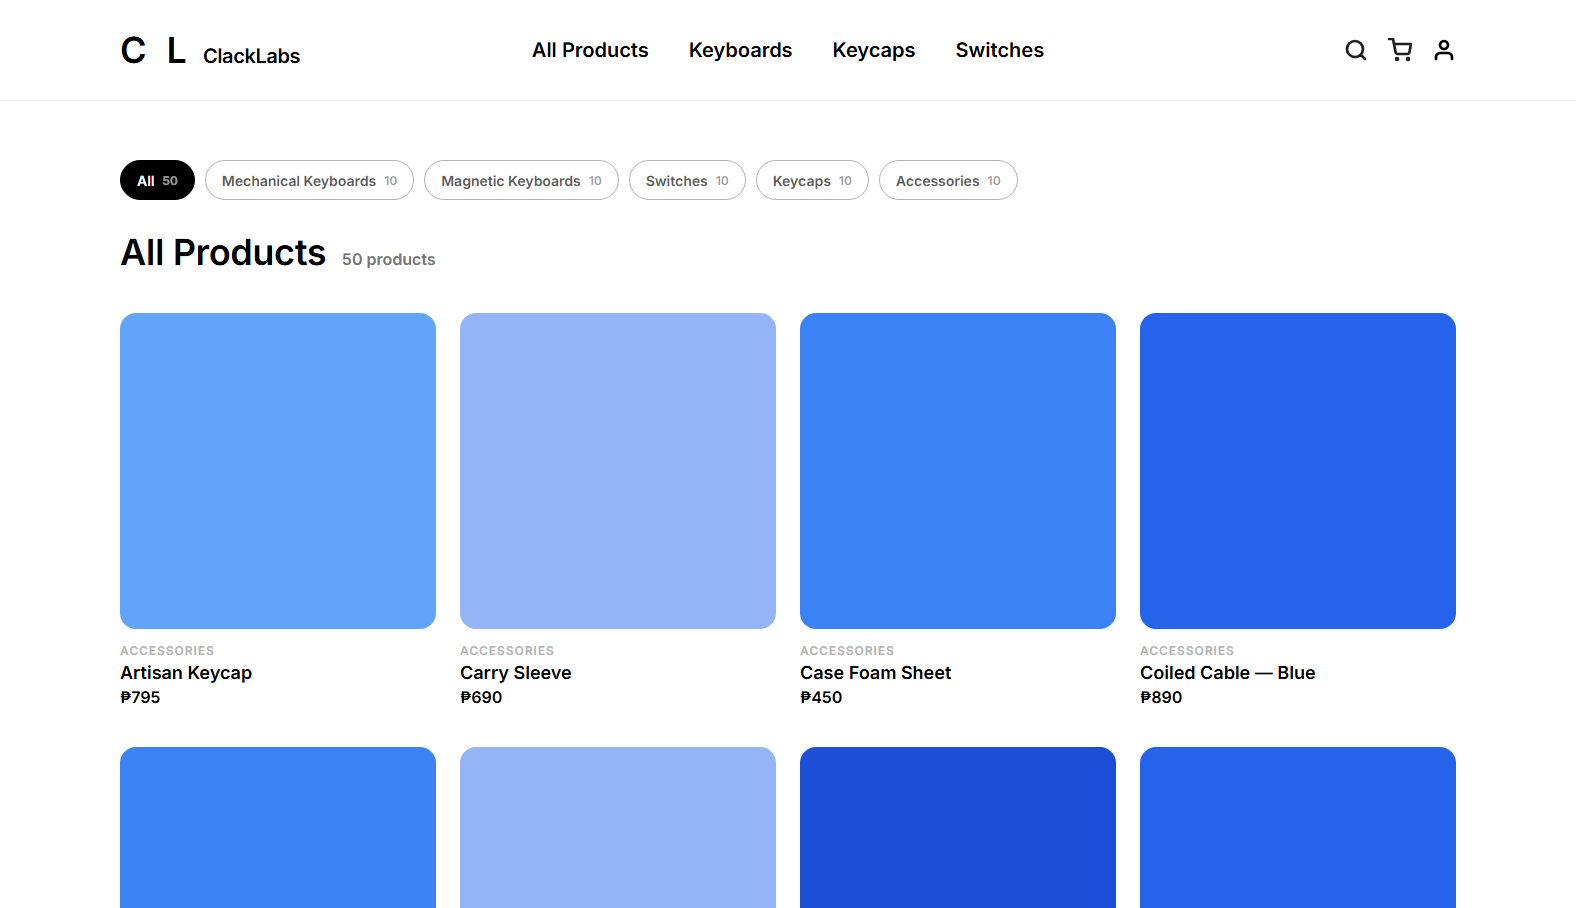 C L ClackLabs
All Products Keyboards Keycaps Switches
All 50 Mechanical Keyboards 10 Magnetic Keyboards 10 Switches 10 Keycaps 10 Accessories 10
All Products 50 products
ACCESSORIES ACCESSORIES ACCESSORIES ACCESSORIES
Artisan Keycap Carry Sleeve Case Foam Sheet Coiled Cable — Blue
₱795 ₱690 ₱450 ₱890